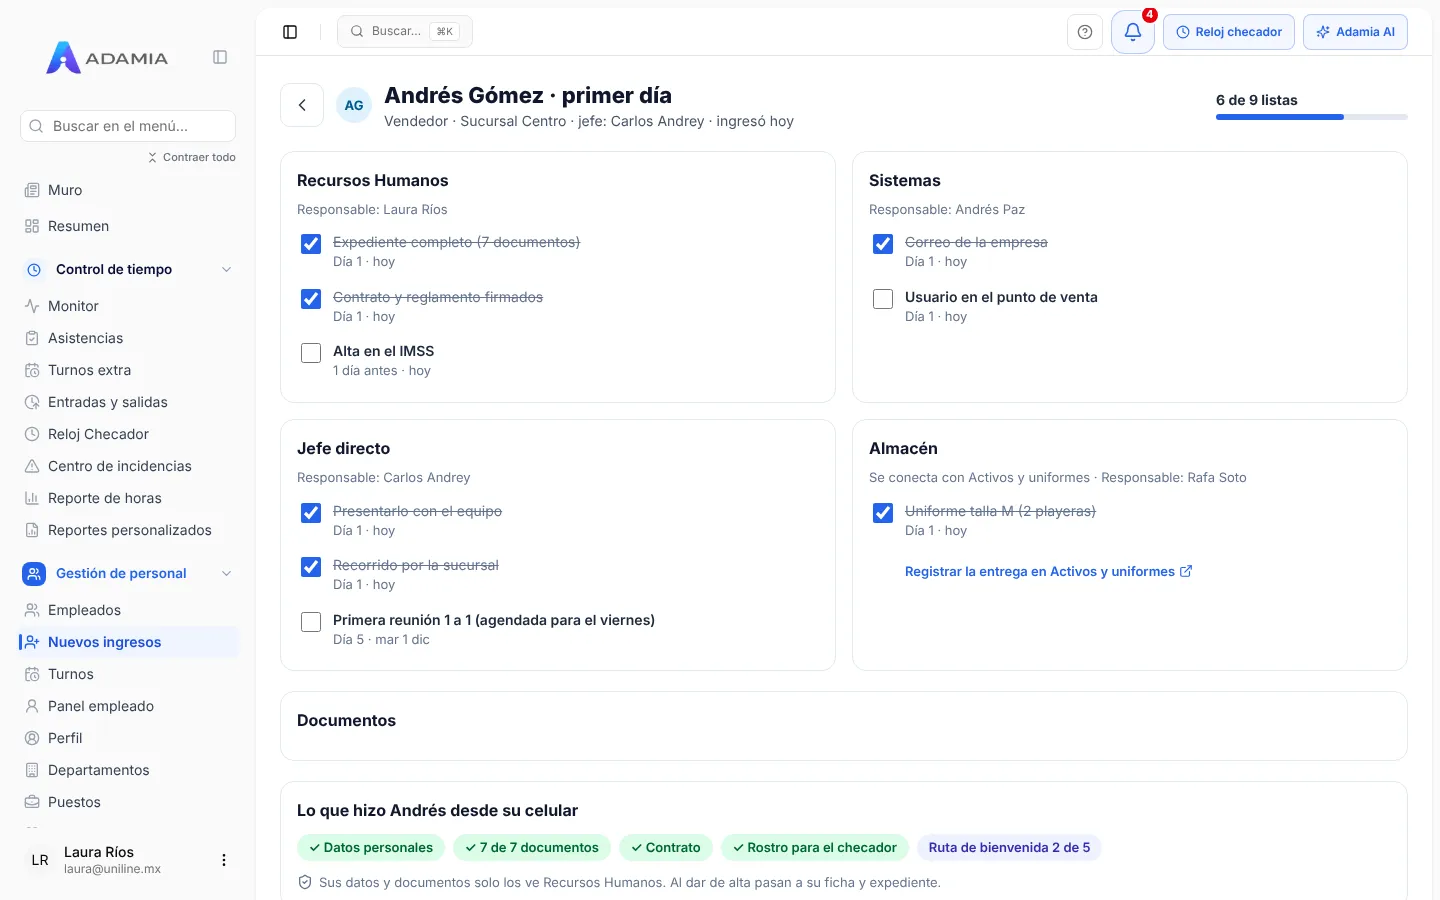 ADAMIA
Buscar en el menú...
Contraer todo
Muro
Resumen
Control de tiempo
Monitor
Asistencias
Turnos extra
Entradas y salidas
Reloj Checador
Centro de incidencias
Reporte de horas
Reportes personalizados
Gestión de personal
Empleados
Nuevos ingresos
Turnos
Panel empleado
Perfil
Departamentos
Puestos
LR
Laura Ríos
laura@uniline.mx
Buscar... ⌘K
4
Reloj checador
Adamia AI
AG
Andrés Gómez · primer día
Vendedor · Sucursal Centro · jefe: Carlos Andrey · ingresó hoy
6 de 9 listas
Recursos Humanos
Responsable: Laura Ríos
Expediente completo (7 documentos)
Día 1 · hoy
Contrato y reglamento firmados
Día 1 · hoy
Alta en el IMSS
1 día antes · hoy
Sistemas
Responsable: Andrés Paz
Correo de la empresa
Día 1 · hoy
Usuario en el punto de venta
Día 1 · hoy
Jefe directo
Responsable: Carlos Andrey
Presentarlo con el equipo
Día 1 · hoy
Recorrido por la sucursal
Día 1 · hoy
Primera reunión 1 a 1 (agendada para el viernes)
Día 5 · mar 1 dic
Almacén
Se conecta con Activos y uniformes · Responsable: Rafa Soto
Uniforme talla M (2 playeras)
Día 1 · hoy
Registrar la entrega en Activos y uniformes
Documentos
Lo que hizo Andrés desde su celular
✓ Datos personales
✓ 7 de 7 documentos
✓ Contrato
✓ Rostro para el checador
Ruta de bienvenida 2 de 5
Sus datos y documentos solo los ve Recursos Humanos. Al dar de alta pasan a su ficha y expediente.